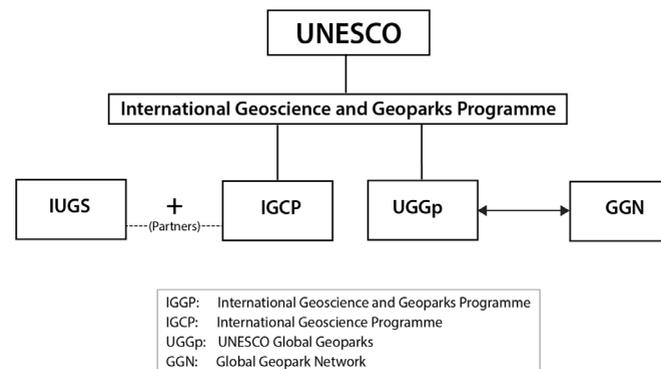 UNESCO
International Geoscience and Geoparks Programme
IUGS
+
(Partners)
IGCP
UGGp
GGN
IGGP: International Geoscience and Geoparks Programme
IGCP: International Geoscience Programme
UGGp: UNESCO Global Geoparks
GGN: Global Geopark Network